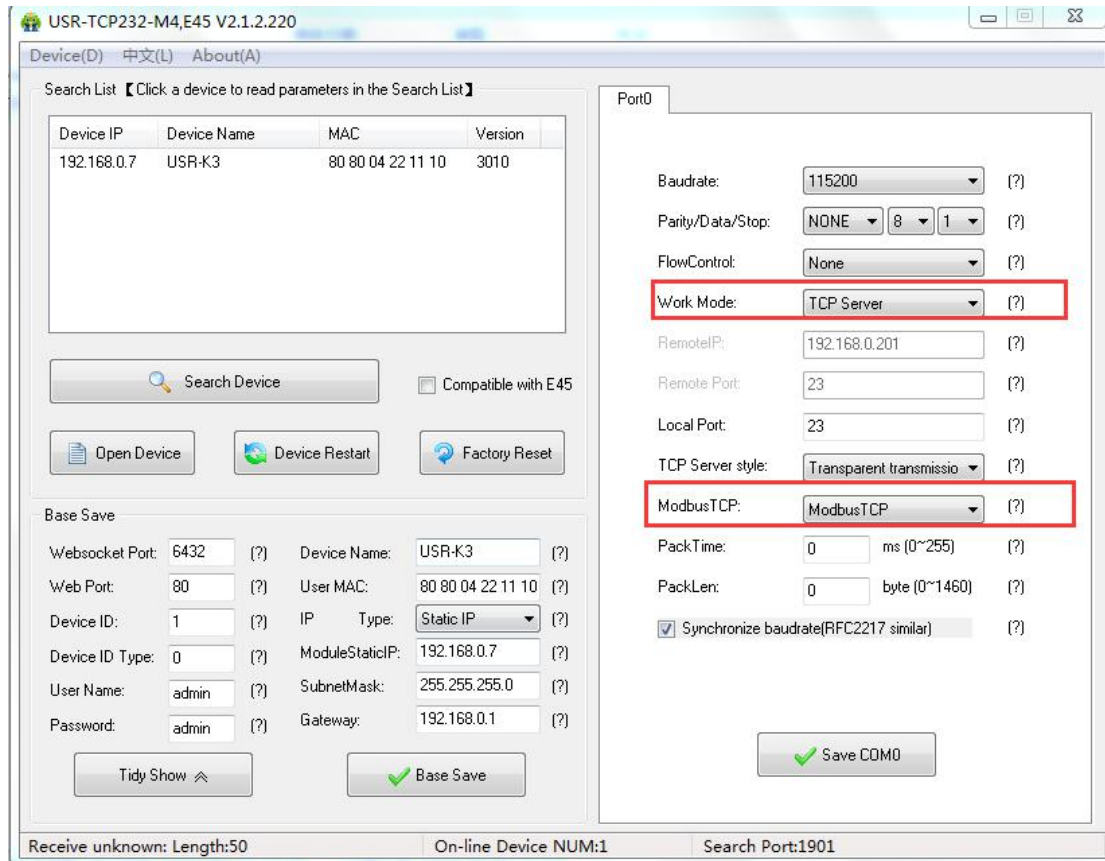 USR-TCP232-M4,E45 V2.1.2.220
Device(D) 中文(L) About(A)
Search List【Click a device to read parameters in the Search List】
Device IP Device Name MAC Version
192.168.0.7 USR-K3 80 80 04 22 11 10 3010
Search Device
Compatible with E45
Open Device
Device Restart
Factory Reset
Base Save
Websocket Port: 6432 (?) Device Name: USR-K3 (?)
Web Port: 80 (?) User MAC: 80 80 04 22 11 10 (?)
Device ID: 1 (?) IP Type: Static IP (?)
Device ID Type: 0 (?) ModuleStaticIP: 192.168.0.7 (?)
User Name: admin (?) SubnetMask: 255.255.255.0 (?)
Password: admin (?) Gateway: 192.168.0.1 (?)
Tidy Show
Base Save
Port0
Baudrate: 115200 (?)
Parity/Data/Stop: NONE 8 1 (?)
FlowControl: None (?)
Work Mode: TCP Server (?)
RemoteIP: 192.168.0.201 (?)
Remote Port: 23 (?)
Local Port: 23 (?)
TCP Server style: Transparent transmissio (?)
ModbusTCP: ModbusTCP (?)
PackTime: 0 ms (0~255) (?)
PackLen: 0 byte (0~1460) (?)
Synchronize baudrate(RFC2217 similar) (?)
Save COM0
Receive unknown: Length:50 On-line Device NUM:1 Search Port:1901